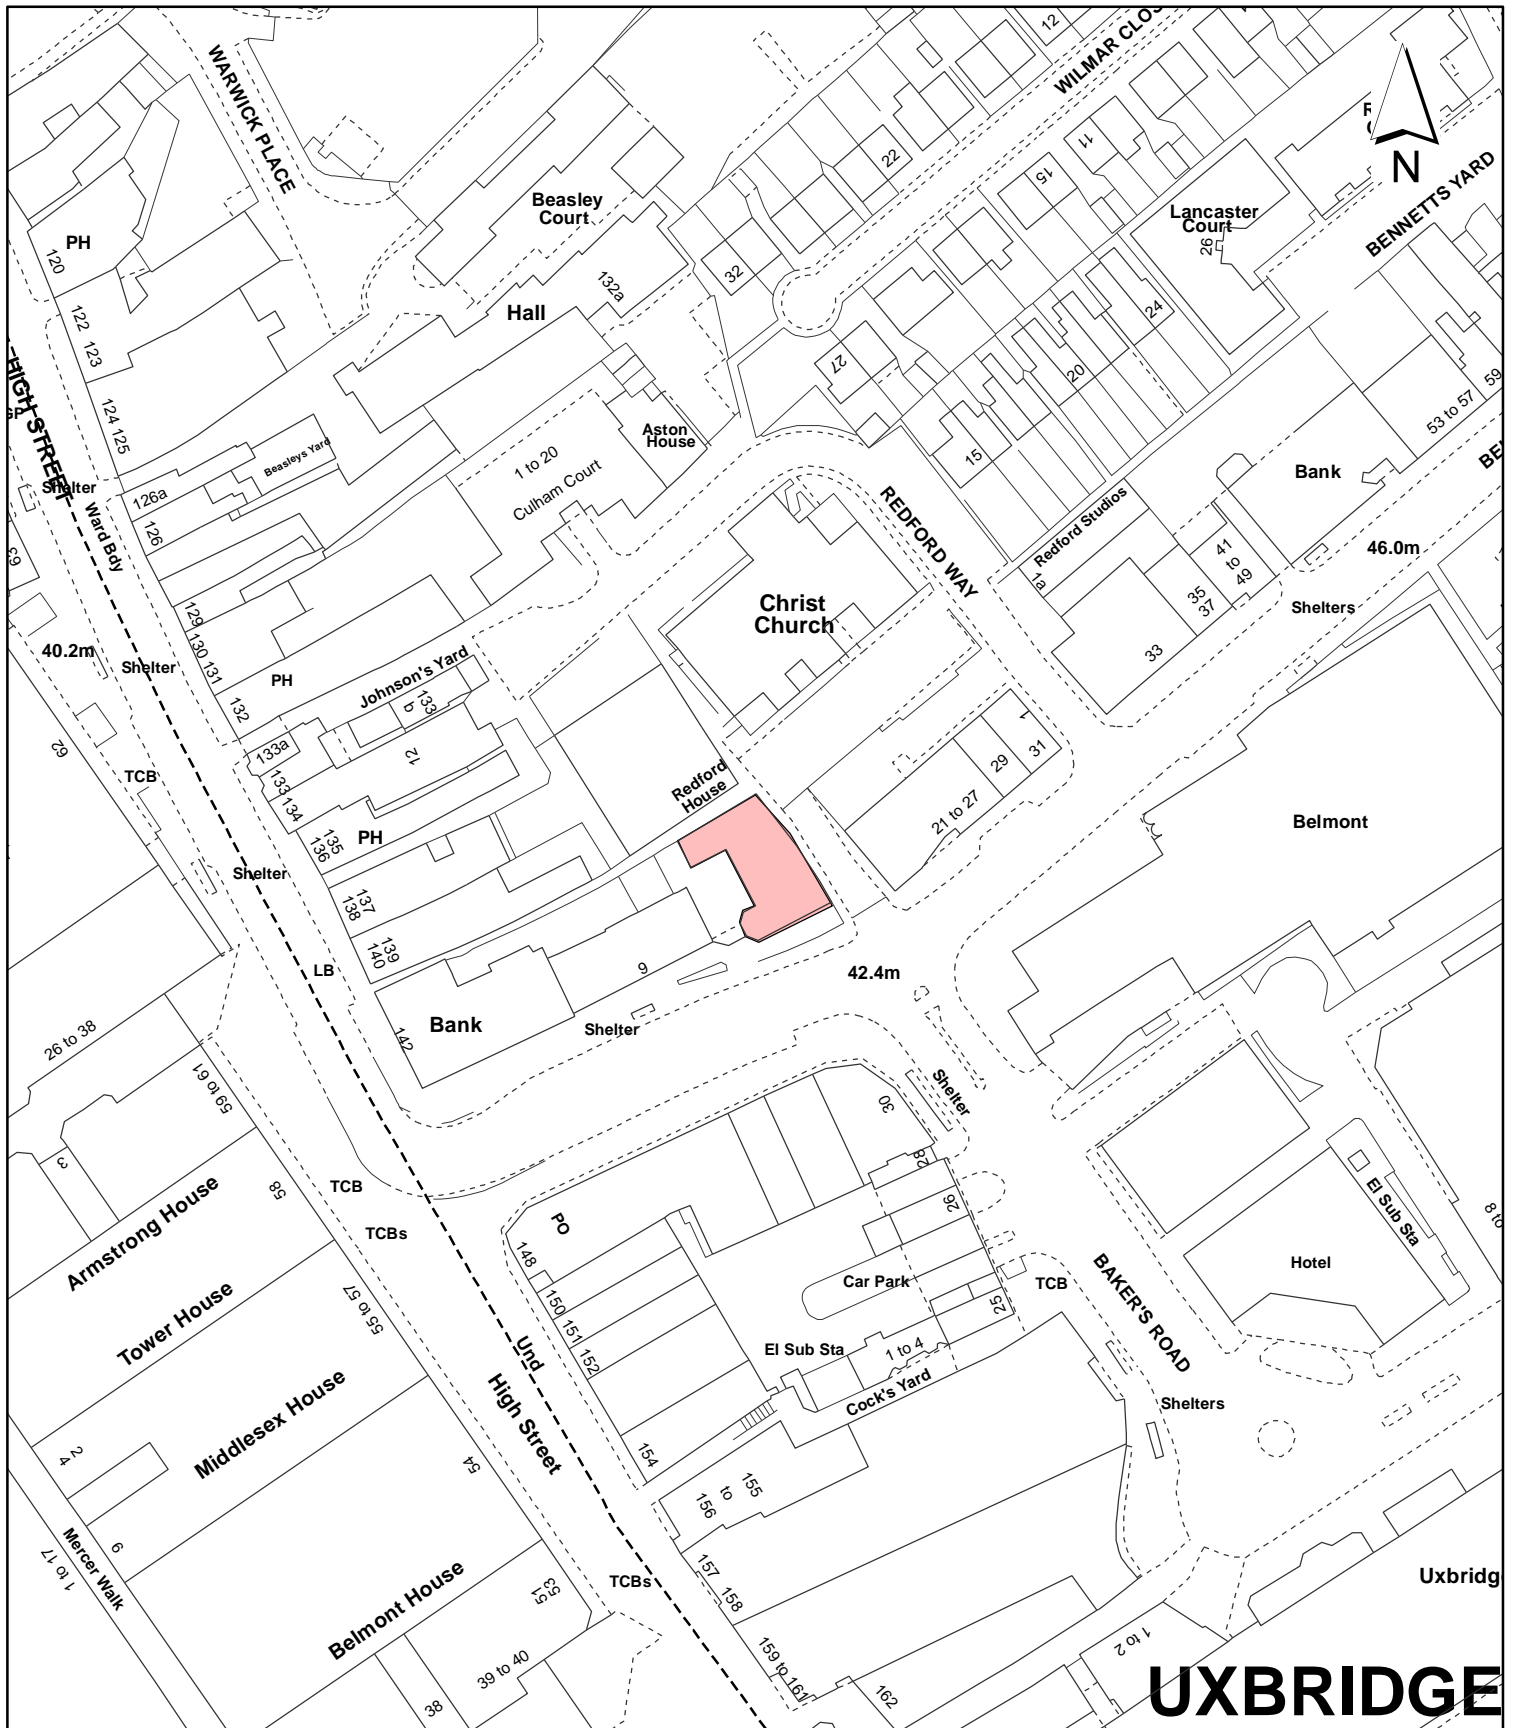 WARWICK PLACE
WILMAR CLOS
12
22
11
15
N
BENNETTS YARD
PH
120
Beasley
Court
Lancaster
Court
26
32
132a
Hall
122
123
24
27
20
59
53 to 57
HIGH STREET
124
125
Beasleys Yard
Aston
House
1 to 20
Culham Court
15
Bank
Shelter
126a
126
Ward Bdy
63
REDFORD WAY
Redford Studios
1a
41
to
49
46.0m
35
37
Shelters
33
Christ
Church
129
130
131
132
40.2m
Shelter
PH
Johnson's Yard
133
b
133a
12
133
134
62
TCB
Redford
House
1
31
29
21 to 27
Belmont
135
136
PH
Shelter
137
138
139
140
LB
6
42.4m
Bank
142
Shelter
26 to 38
59 to 61
30
Shelter
28
26
3
58
TCB
TCBs
Armstrong House
PO
148
El Sub Sta
8 to
Hotel
BAKER'S ROAD
Car Park
TCB
25
Tower House
55 to 57
150
151
152
Und
El Sub Sta
1 to 4
Cock's Yard
Shelters
High Street
Middlesex House
2
4
54
154
155
to
156
6
Mercer Walk
1 to 17
157
158
TCBs
51
53
Belmont House
39 to 40
38
159 to 161
162
1 to 2
Uxbridg
UXBRIDGE